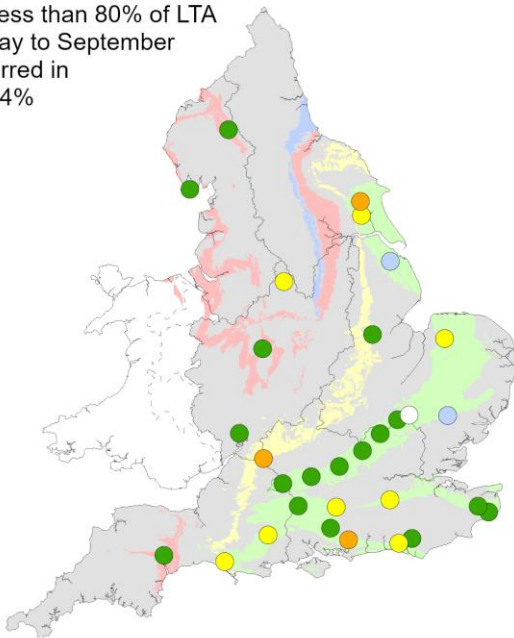 ess than 80% of LTA
ay to September
rred in
4%